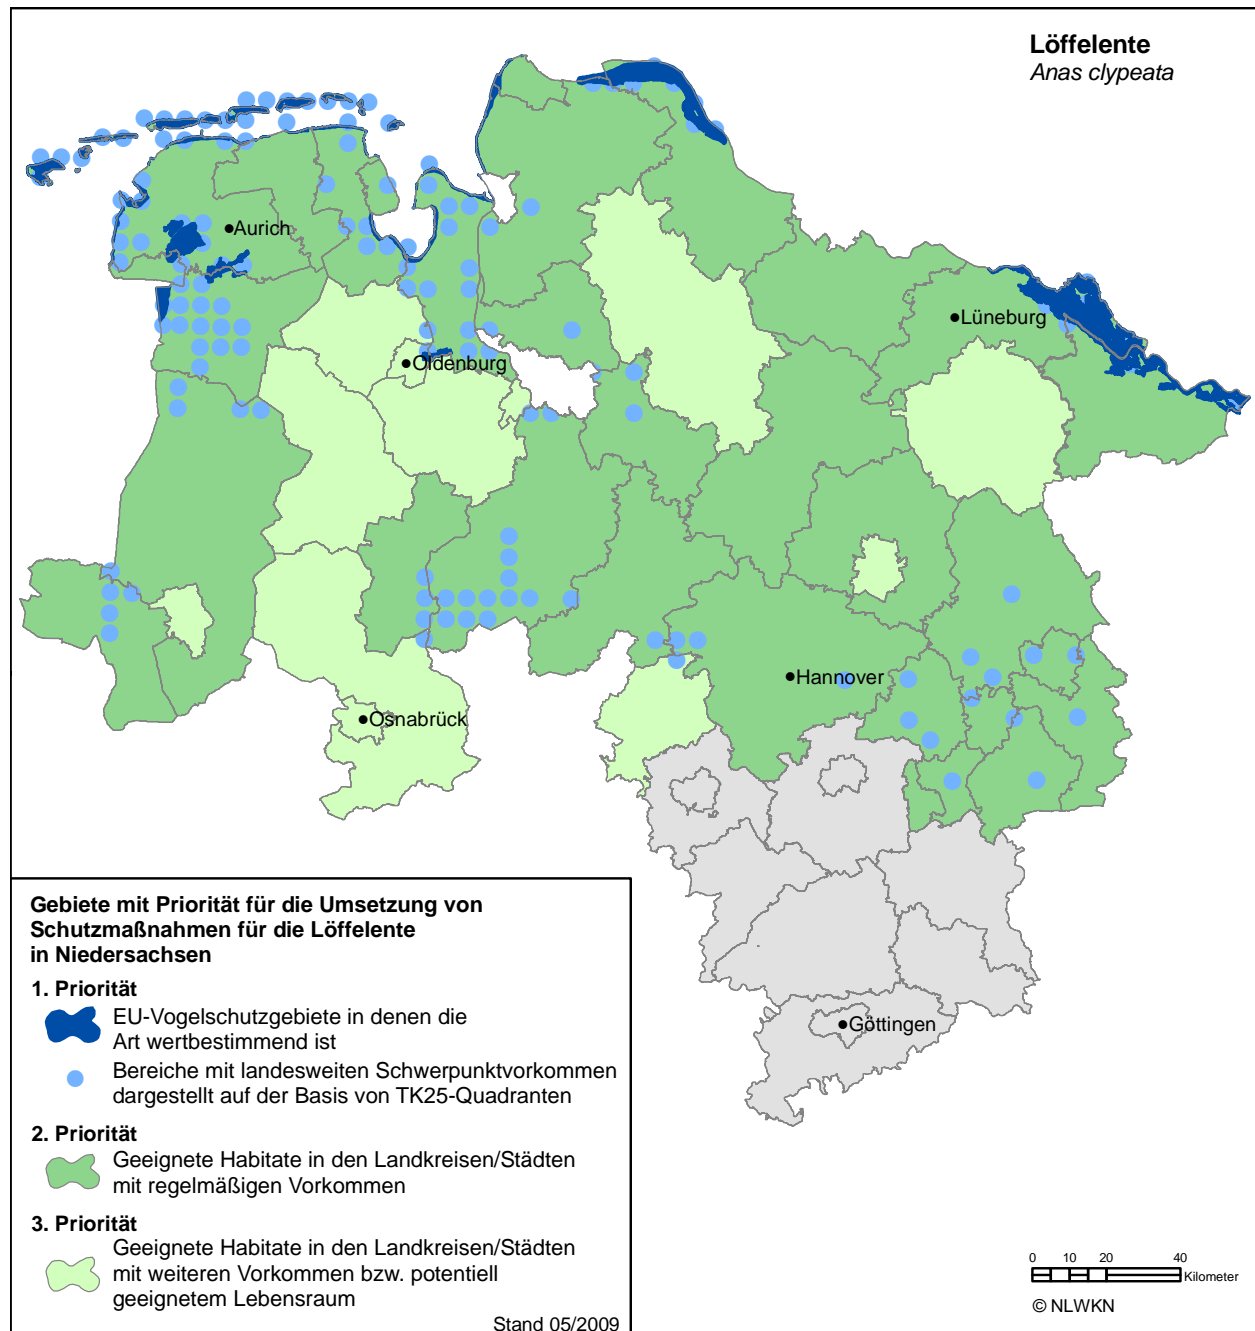 Löffelente
Anas clypeata
Aurich
Lüneburg
Oldenburg
Hannover
Osnabrück
Göttingen
Gebiete mit Priorität für die Umsetzung von
Schutzmaßnahmen für die Löffelente
in Niedersachsen
1. Priorität
EU-Vogelschutzgebiete in denen die
Art wertbestimmend ist
Bereiche mit landesweiten Schwerpunktvorkommen
dargestellt auf der Basis von TK25-Quadranten
2. Priorität
Geeignete Habitate in den Landkreisen/Städten
mit regelmäßigen Vorkommen
3. Priorität
Geeignete Habitate in den Landkreisen/Städten
mit weiteren Vorkommen bzw. potentiell
geeignetem Lebensraum
Stand 05/2009
0 10 20 40
Kilometer
© NLWKN